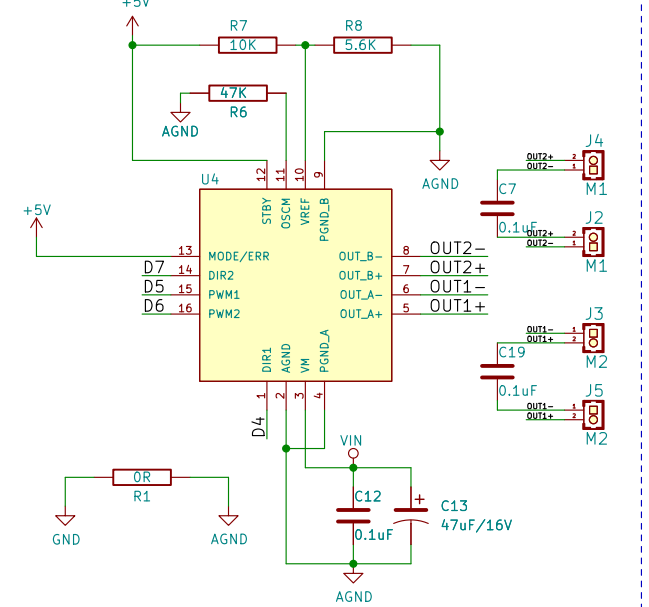 +5V
R7
10K
R8
5.6K
47K
R6
AGND
AGND
+5V
U4
12
11
10
9
STBY
OSCM
VREF
PGND_B
13
MODE/ERR
D7
14
DIR2
D5
15
PWM1
D6
16
PWM2
OUT_B-
8
OUT2-
OUT_B+
7
OUT2+
OUT_A-
6
OUT1-
OUT_A+
5
OUT1+
DIR1
AGND
VM
PGND_A
1
2
3
4
D4
J4
OUT2+
2
OUT2-
1
M1
C7
0.1uF
J2
OUT2+
2
OUT2-
1
M1
J3
OUT1-
1
OUT1+
2
M2
C19
0.1uF
J5
OUT1-
1
OUT1+
2
M2
VIN
C12
0.1uF
+
C13
47uF/16V
AGND
0R
R1
GND
AGND